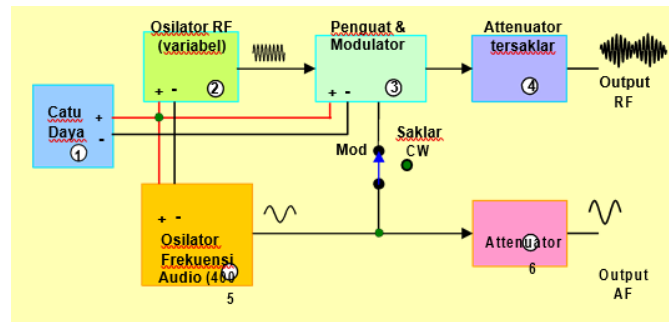 Osilator RF
(variabel)
+ -
2
Penguat &
Modulator
+ -
3
Attenuator
tersaklar
4
Output
RF
Catu
Daya
+
-
1
Mod
Saklar
CW
+ -
Osilator
Frekuensi
Audio (400
5
Attenuator
6
Output
AF